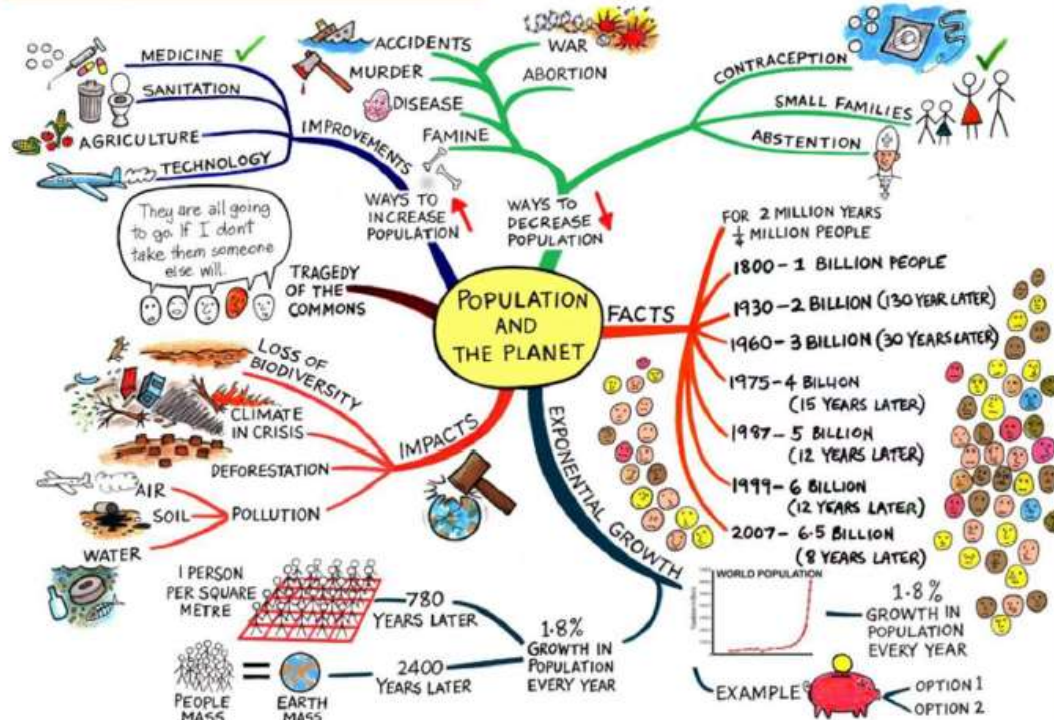 MEDICINE
SANITATION
AGRICULTURE
TECHNOLOGY
IMPROVEMENTS
WAYS TO
INCREASE
POPULATION
ACCIDENTS
MURDER
DISEASE
FAMINE
WAR
ABORTION
WAYS TO
DECREASE
POPULATION
CONTRACEPTION
SMALL FAMILIES
ABSTENTION
They are all going
to go. If I don't
take them someone
else will.
TRAGEDY
OF THE
COMMONS
POPULATION
AND
THE PLANET
FACTS
FOR 2 MILLION YEARS
1/4 MILLION PEOPLE
1800 - 1 BILLION PEOPLE
1930 - 2 BILLION (130 YEAR LATER)
1960 - 3 BILLION (30 YEARS LATER)
1975 - 4 BILLION
(15 YEARS LATER)
1987 - 5 BILLION
(12 YEARS LATER)
1999 - 6 BILLION
(12 YEARS LATER)
2007 - 6.5 BILLION
(8 YEARS LATER)
IMPACTS
LOSS OF
BIODIVERSITY
CLIMATE
IN CRISIS
DEFORESTATION
POLLUTION
AIR
SOIL
WATER
EXPONENTIAL GROWTH
1 PERSON
PER SQUARE
METRE
780
YEARS LATER
PEOPLE
MASS
=
EARTH
MASS
2400
YEARS LATER
1.8%
GROWTH IN
POPULATION
EVERY YEAR
WORLD POPULATION
1.8%
GROWTH IN
POPULATION
EVERY YEAR
EXAMPLE
OPTION 1
OPTION 2